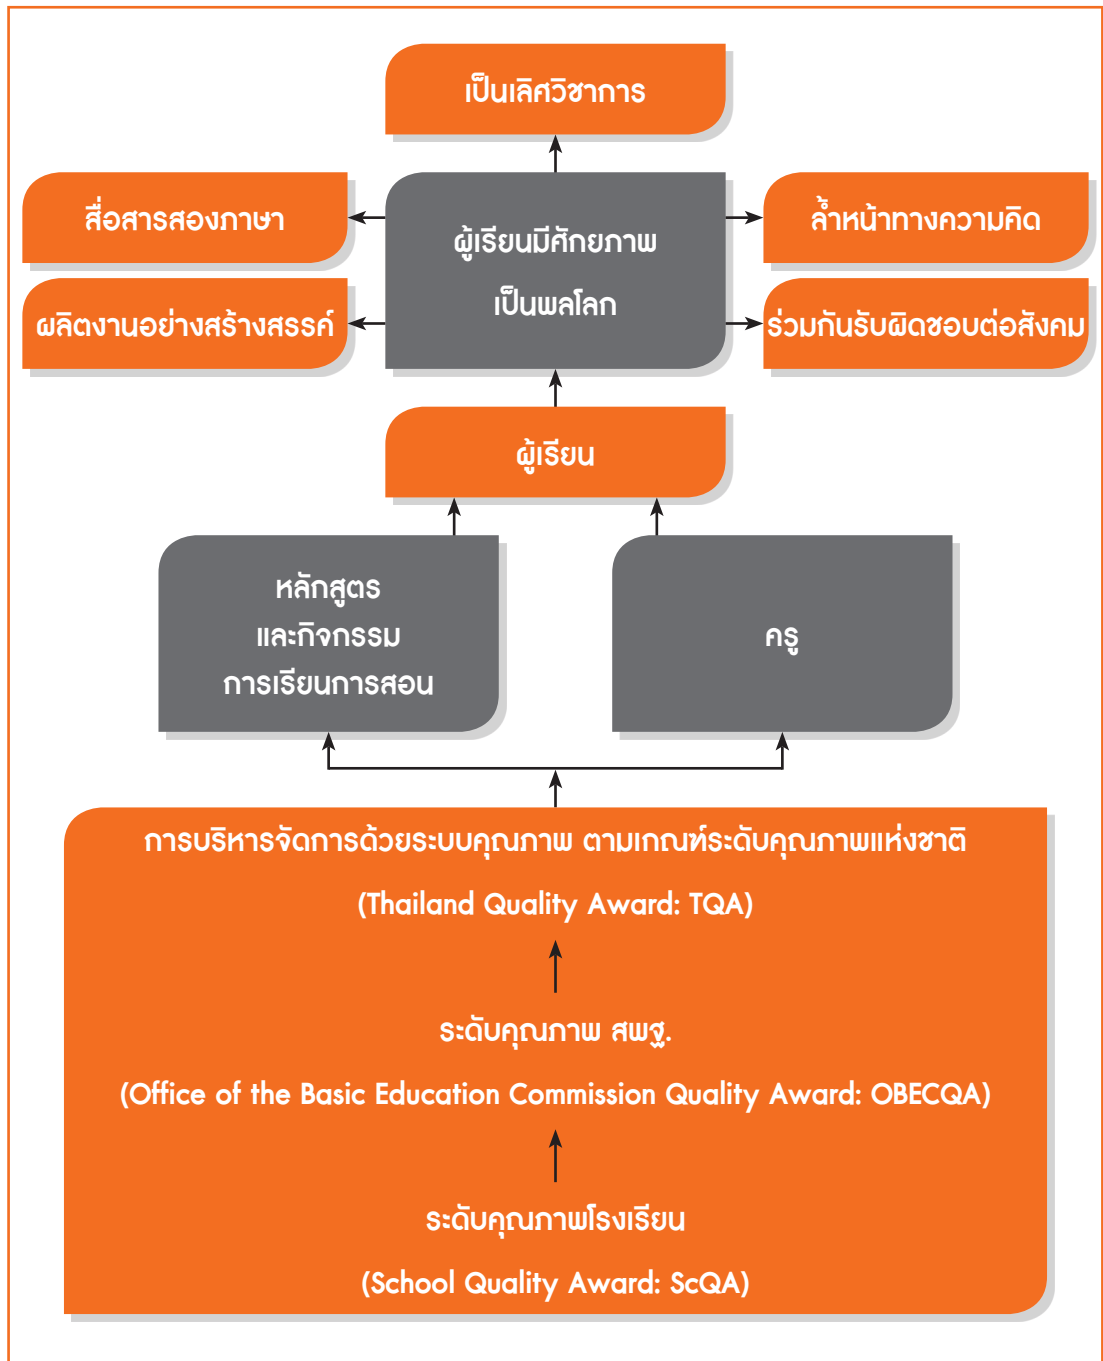 เป็นเลิศวิชาการ
สื่อสารสองภาษา
ล้ำหน้าทางความคิด
ผู้เรียนมีศักยภาพ
เป็นพลโลก
ผลิตงานอย่างสร้างสรรค์
ร่วมกันรับผิดชอบต่อสังคม
ผู้เรียน
หลักสูตร
และกิจกรรม
การเรียนการสอน
ครู
การบริหารจัดการด้วยระบบคุณภาพ ตามเกณฑ์ระดับคุณภาพแห่งชาติ
(Thailand Quality Award: TQA)
ระดับคุณภาพ สพฐ.
(Office of the Basic Education Commission Quality Award: OBECQA)
ระดับคุณภาพโรงเรียน
(School Quality Award: ScQA)